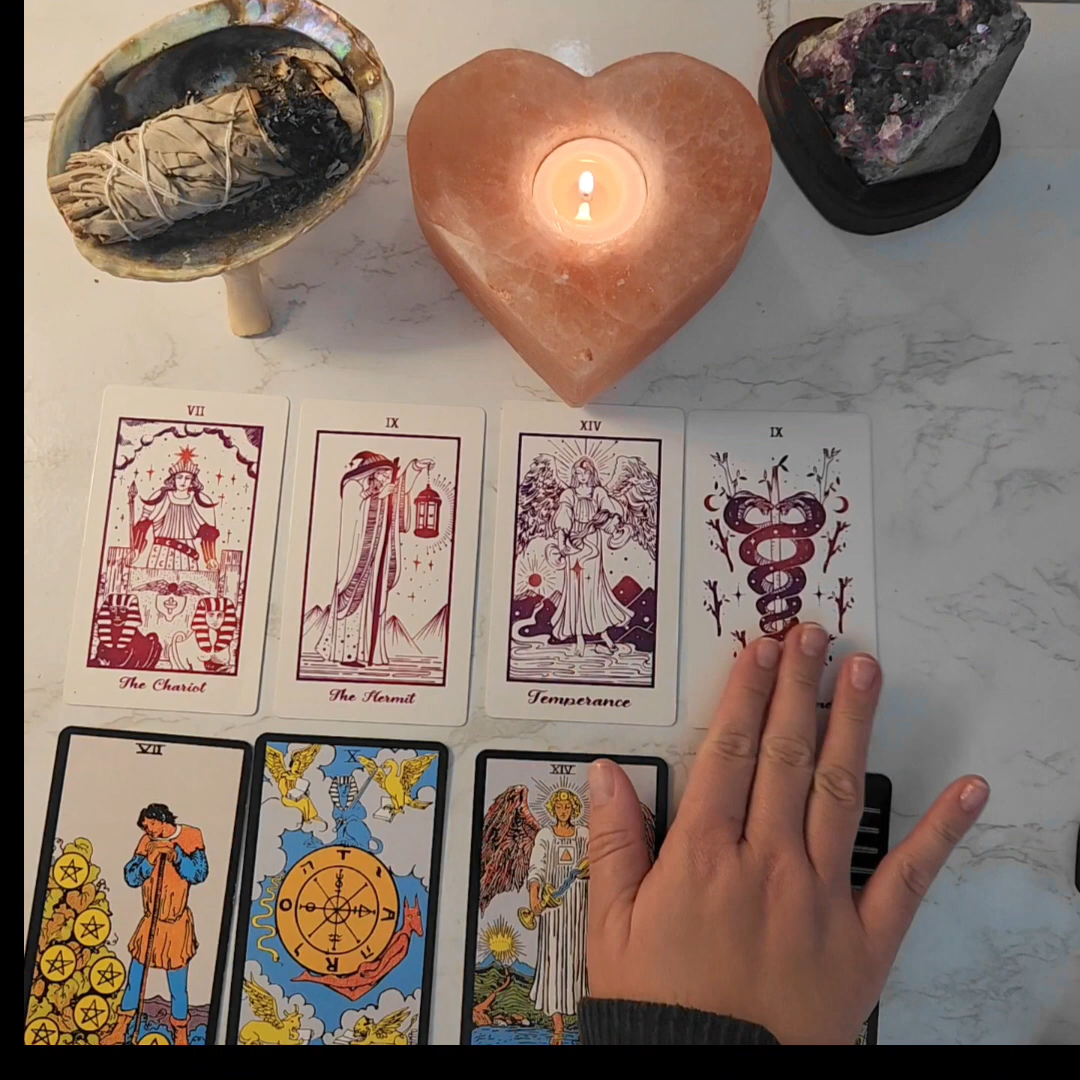 VII
IX
XIV
IX
The Chariot
The Hermit
Temperance
VII
X
XIV
T
A
R
O